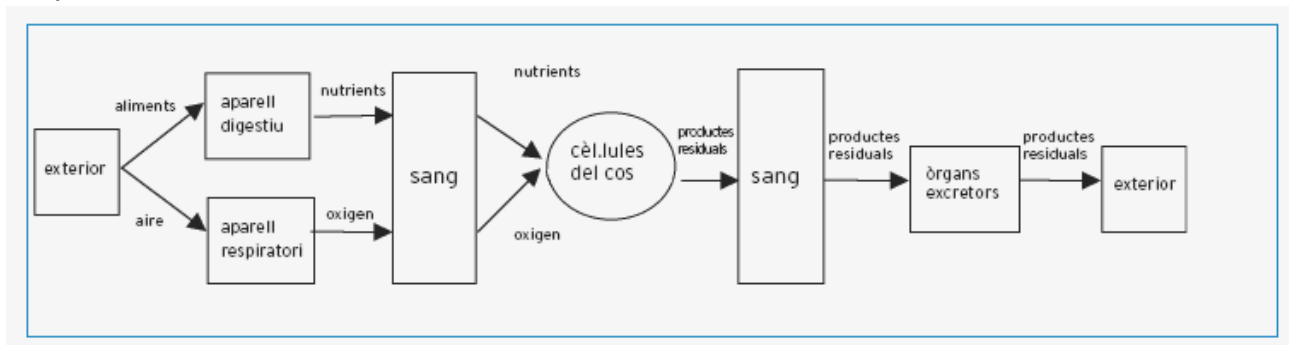 exterior
aliments
aire
aparell
digestiu
aparell
respiratori
nutrients
oxigen
sang
nutrients
oxigen
cèl.lules
del cos
productes
residuals
sang
productes
residuals
òrgans
excretors
productes
residuals
exterior